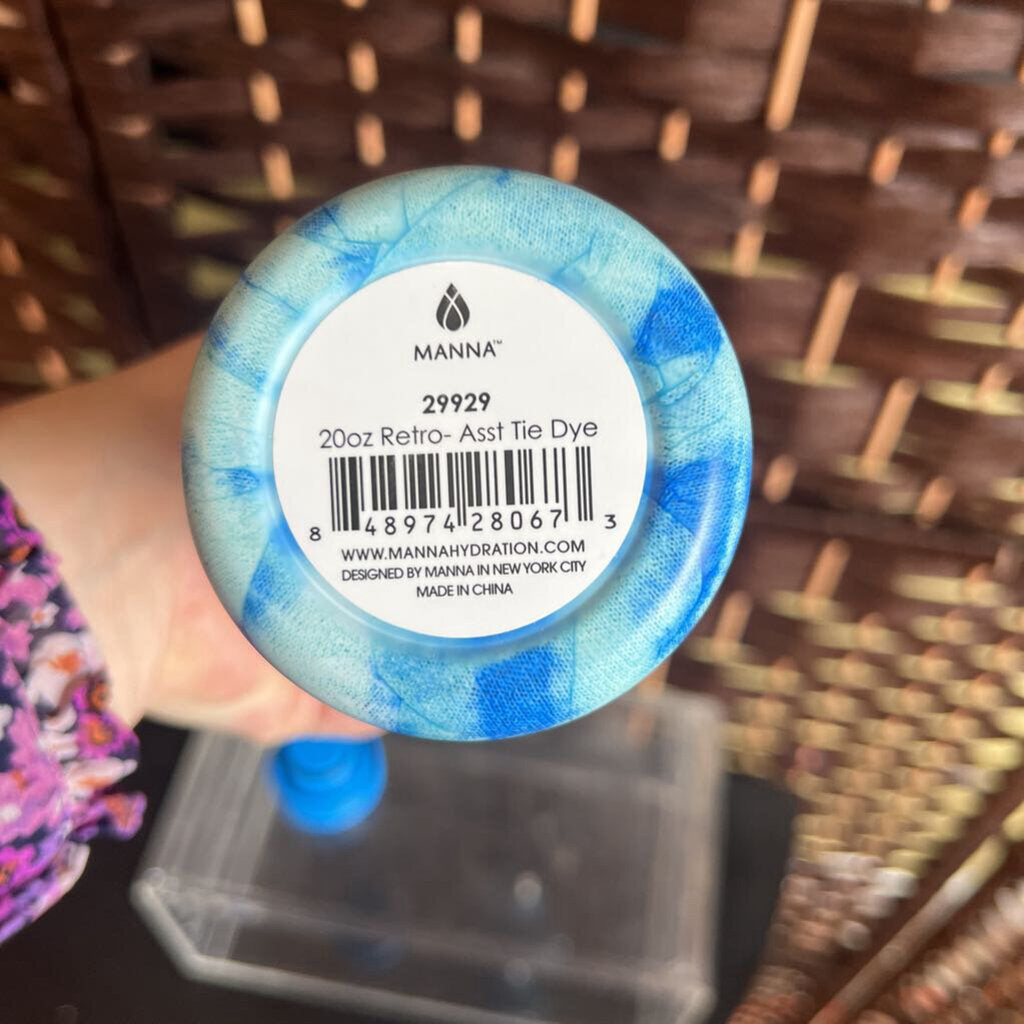 MANNA™
29929
20oz Retro- Asst Tie Dye
8 48974 28067 3
WWW.MANNAHYDRATION.COM
DESIGNED BY MANNA IN NEW YORK CITY
MADE IN CHINA